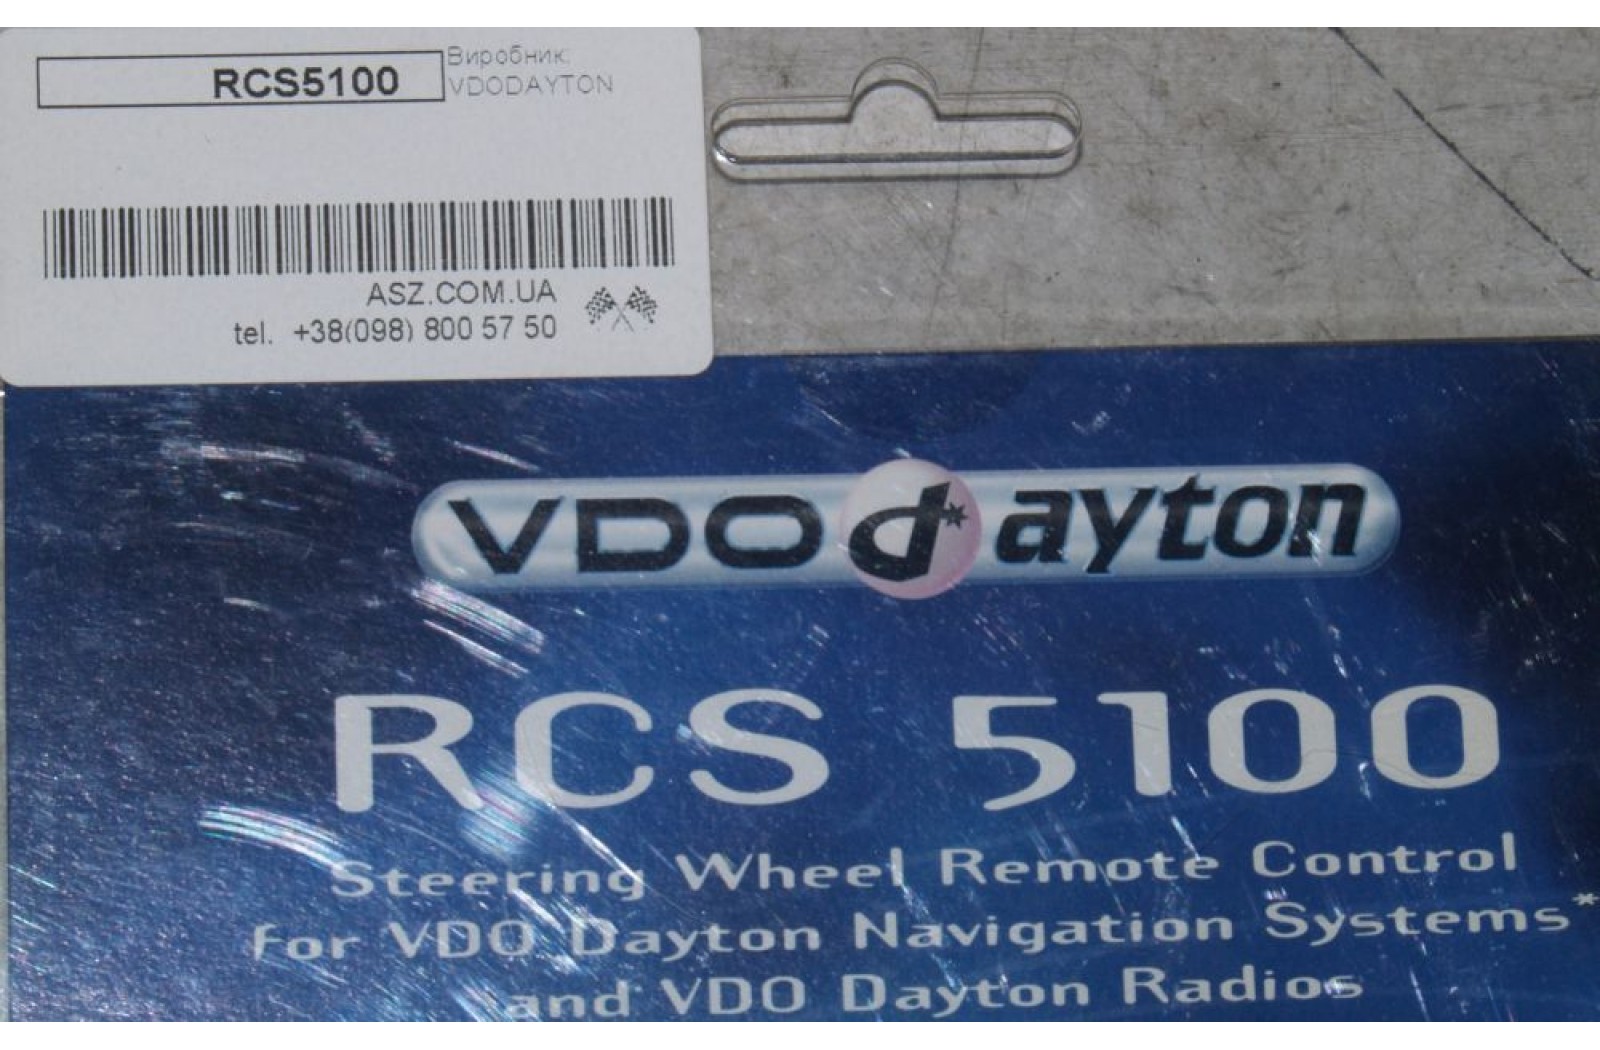 RCS5100
Виробник:
VDODAYTON
ASZ.COM.UA
tel. +38(098) 800 57 50
VDO dayton
RCS 5100
Steering Wheel Remote Control
for VDO Dayton Navigation Systems*
and VDO Dayton Radios